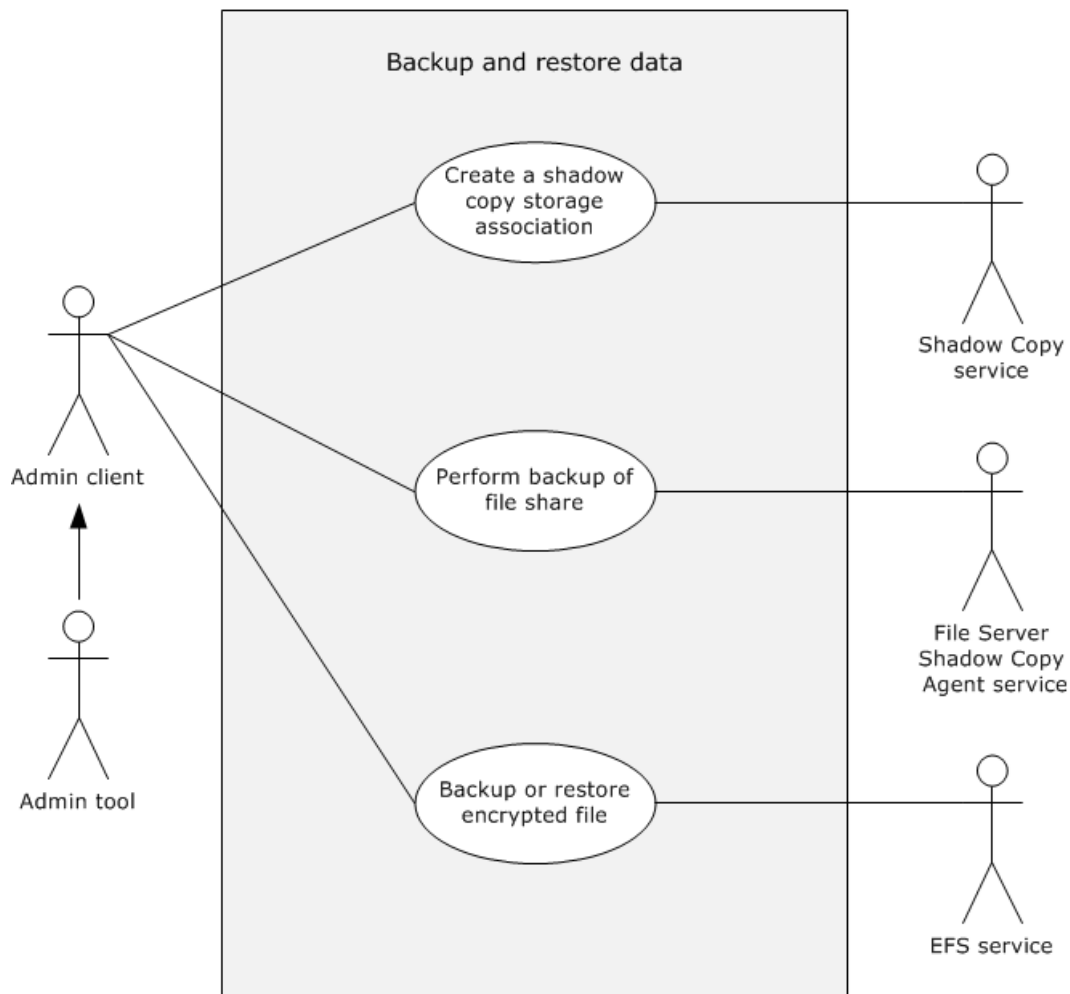 Backup and restore data
Create a shadow
copy storage
association
Shadow Copy
service
Admin client
Perform backup of
file share
File Server
Shadow Copy
Agent service
Admin tool
Backup or restore
encrypted file
EFS service